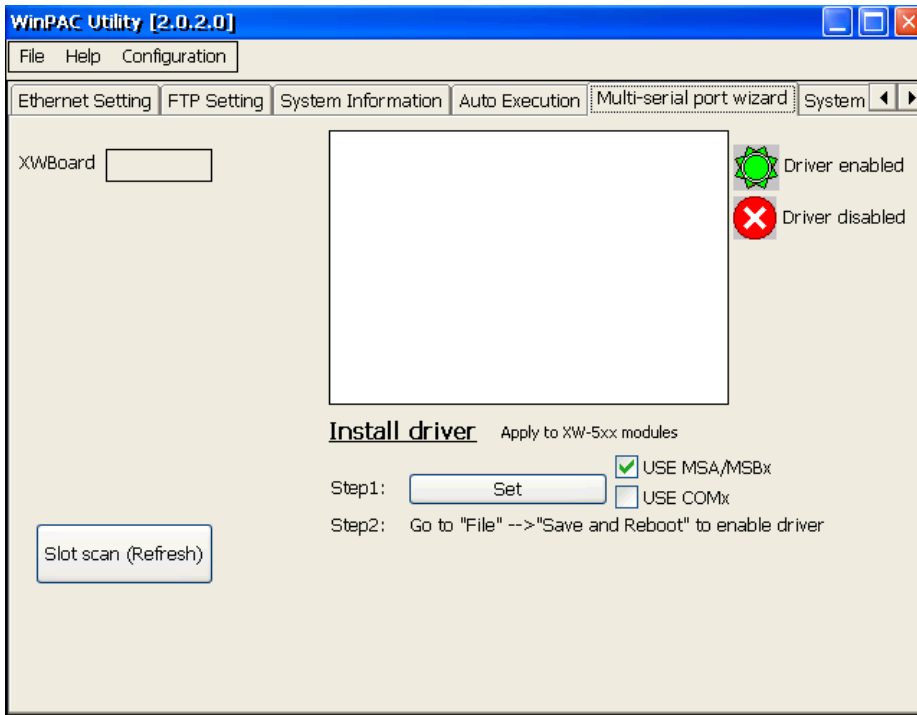 WinPAC Utility [2.0.2.0]
File Help Configuration
Ethernet Setting FTP Setting System Information Auto Execution Multi-serial port wizard System
XWBoard
Driver enabled
Driver disabled
Install driver Apply to XW-5xx modules
USE MSA/MSBx
Step1: Set
USE COMx
Step2: Go to "File" -->"Save and Reboot" to enable driver
Slot scan (Refresh)